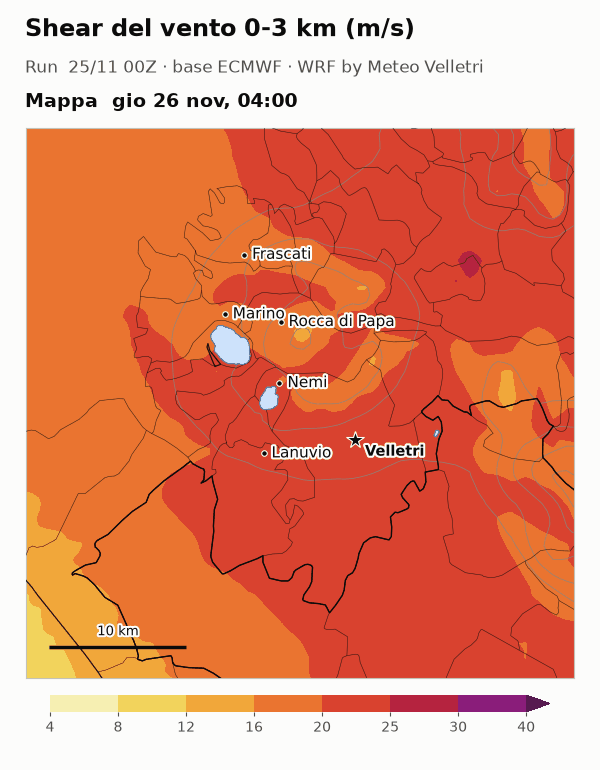 Shear del vento 0-3 km (m/s)
Run  25/11 00Z · base ECMWF · WRF by Meteo Velletri
Mappa  gio 26 nov, 04:00
Frascati
Marino
Rocca di Papa
Nemi
Velletri
Lanuvio
10 km
4 8 12 16 20 25 30 40